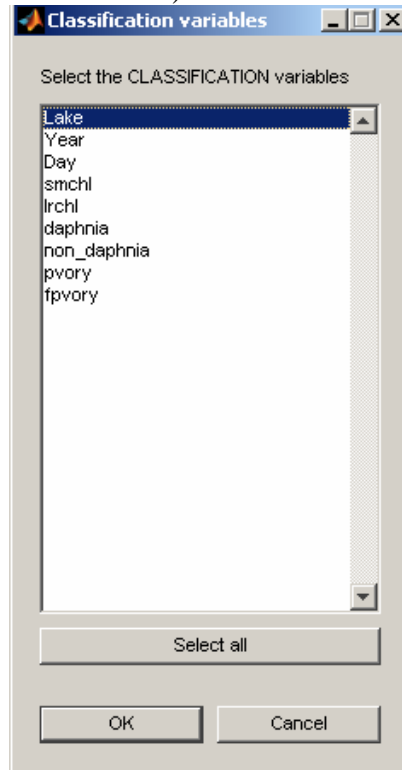 Classification variables
Select the CLASSIFICATION variables
Lake
Year
Day
smchl
lrchl
daphnia
non_daphnia
pvory
fpvory
Select all
OK
Cancel